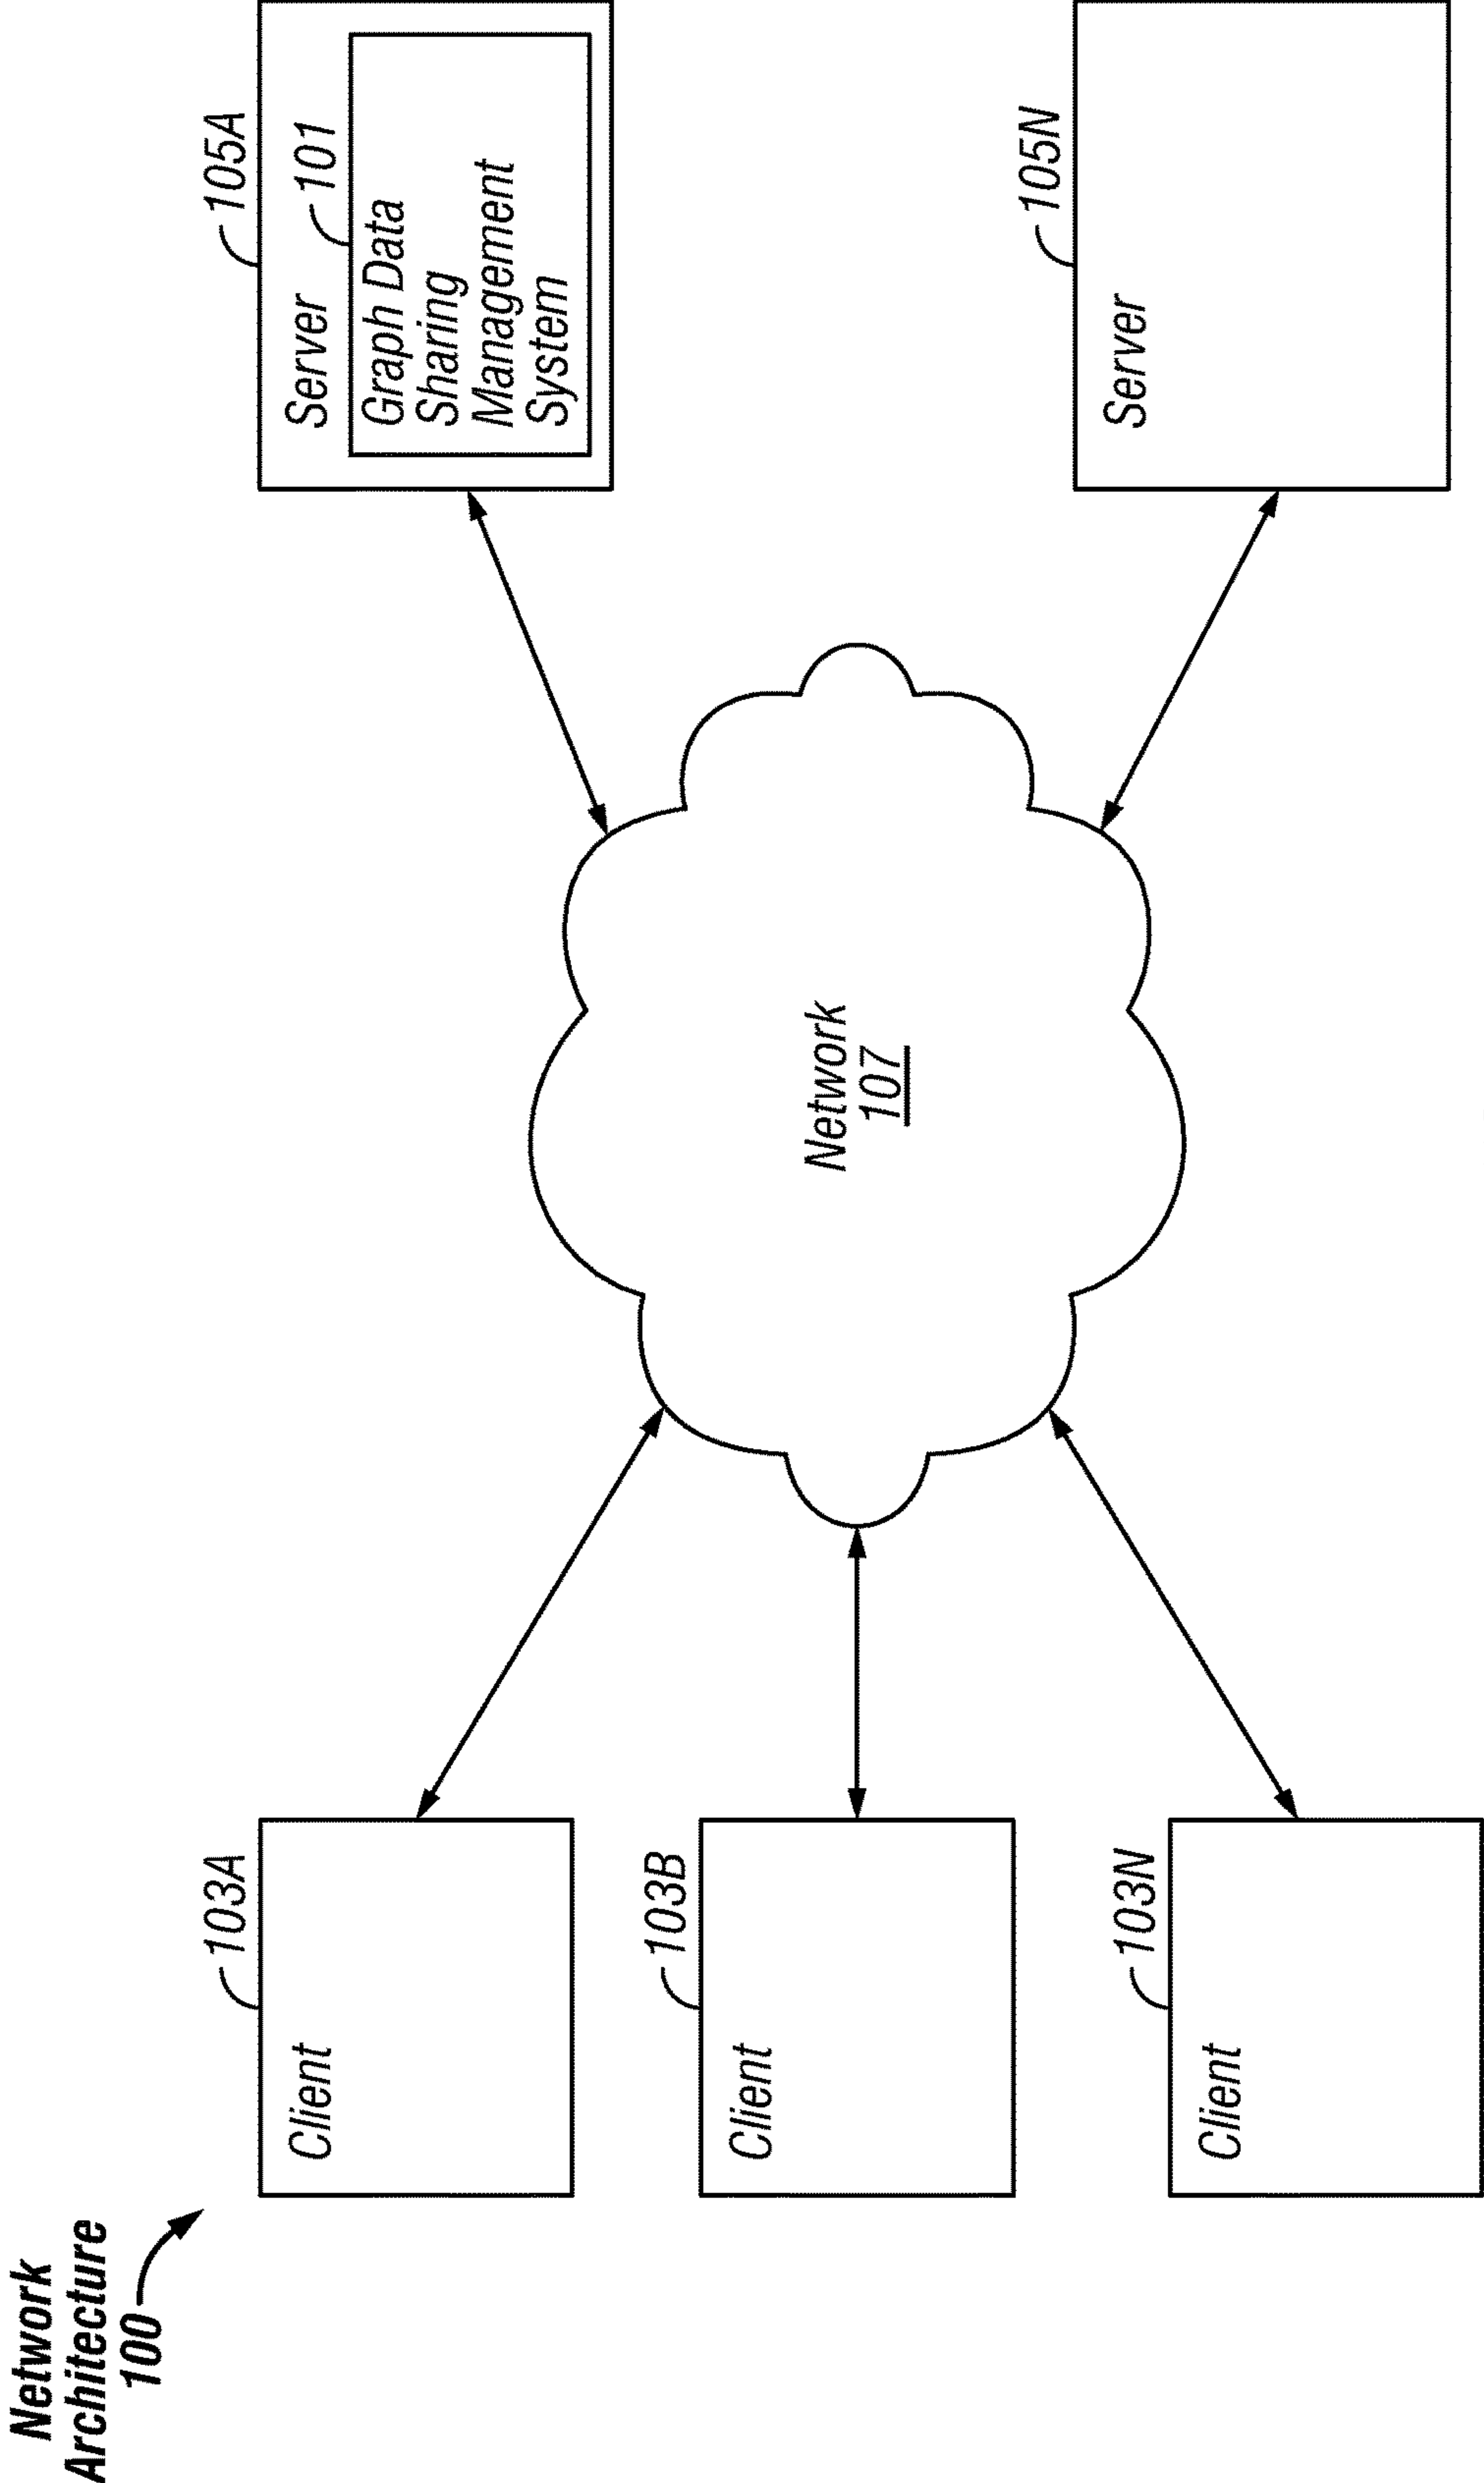 Network
Architecture
100
103A
Client
103B
Client
103N
Client
Network
107
105A
Server
101
Graph Data
Sharing
Management
System
105N
Server